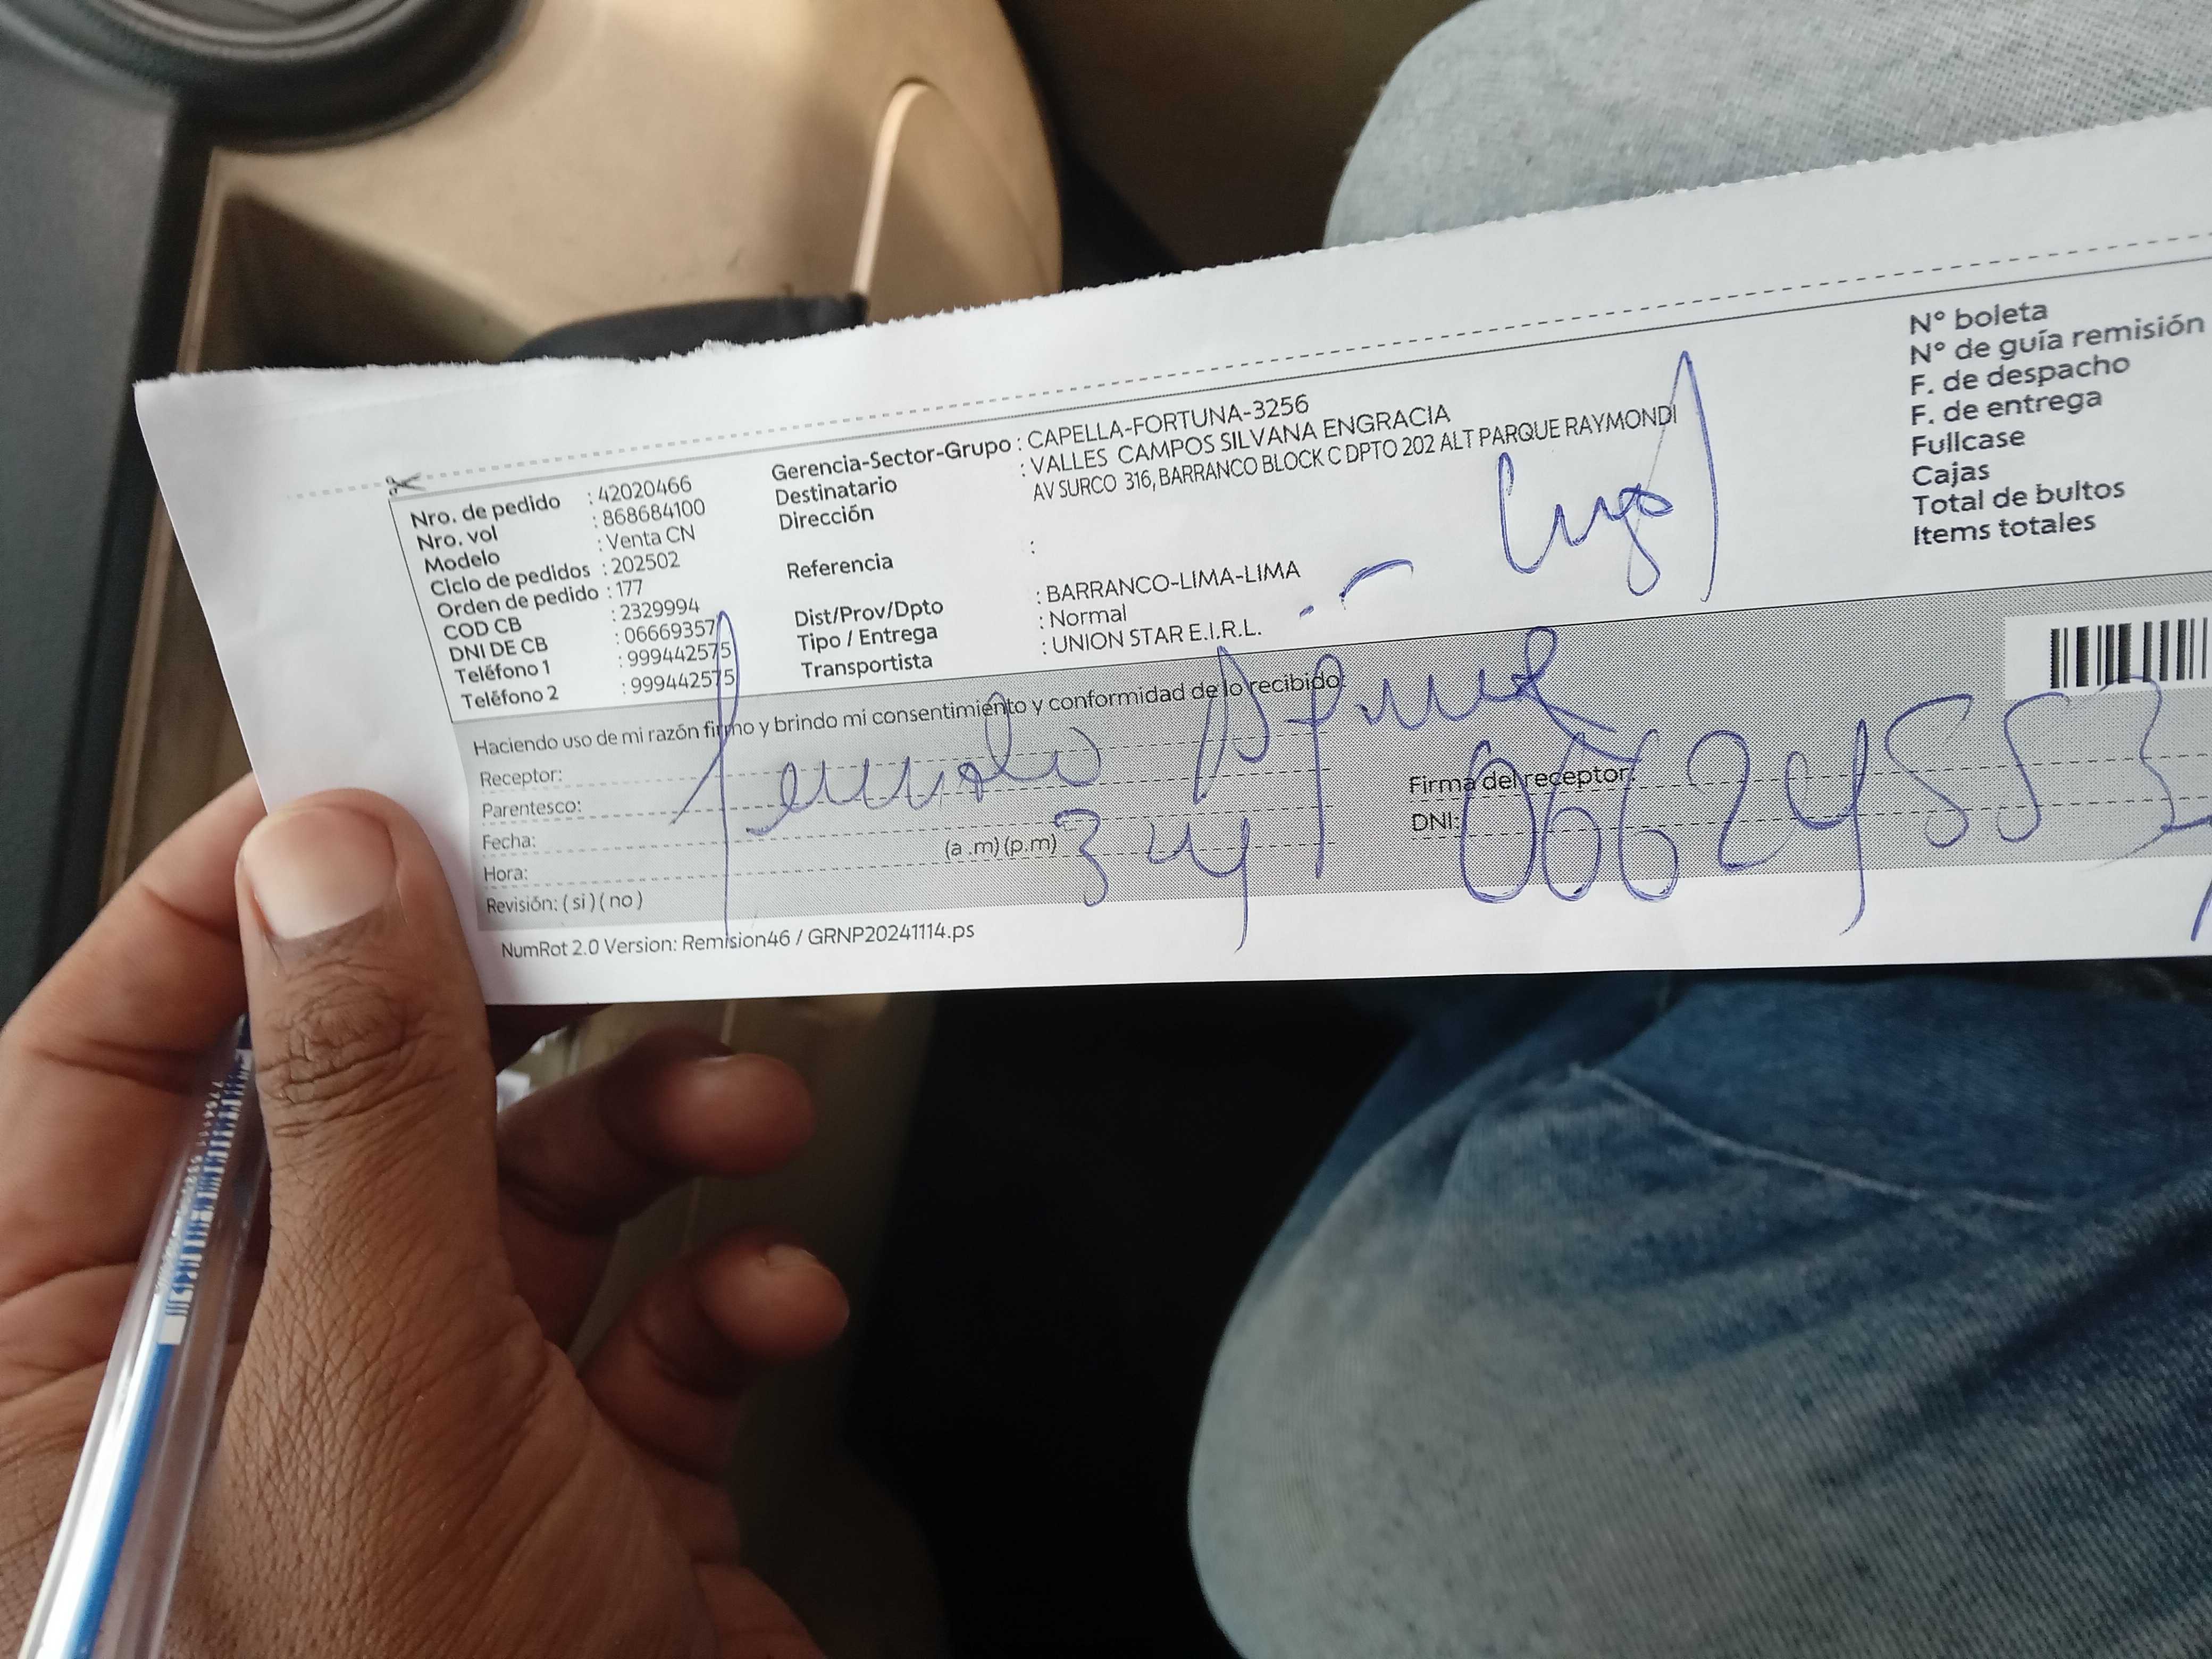 Nro. de pedido : 42020466
Nro. vol : 868684100
Modelo : Venta CN
Ciclo de pedidos : 202502
Orden de pedido : 177
COD CB : 2329994
DNI DE CB : 06669357
Teléfono 1 : 999442575
Teléfono 2 : 999442575
Gerencia-Sector-Grupo : CAPELLA-FORTUNA-3256
Destinatario : VALLES CAMPOS SILVANA ENGRACIA
Dirección AV SURCO 316, BARRANCO BLOCK C DPTO 202 ALT PARQUE RAYMONDI
Referencia :
Dist/Prov/Dpto : BARRANCO-LIMA-LIMA
Tipo / Entrega : Normal
Transportista : UNION STAR E.I.R.L.
N° boleta
N° de guía remisión
F. de despacho
F. de entrega
Fullcase
Cajas
Total de bultos
Items totales
Haciendo uso de mi razón firmo y brindo mi consentimiento y conformidad de lo recibido:
Receptor:
Parentesco:
Fecha:
Hora: (a .m) (p.m)
Revisión: ( si ) ( no )
Firma del receptor:
DNI:
NumRot 2.0 Version: Remision46 / GRNP20241114.ps